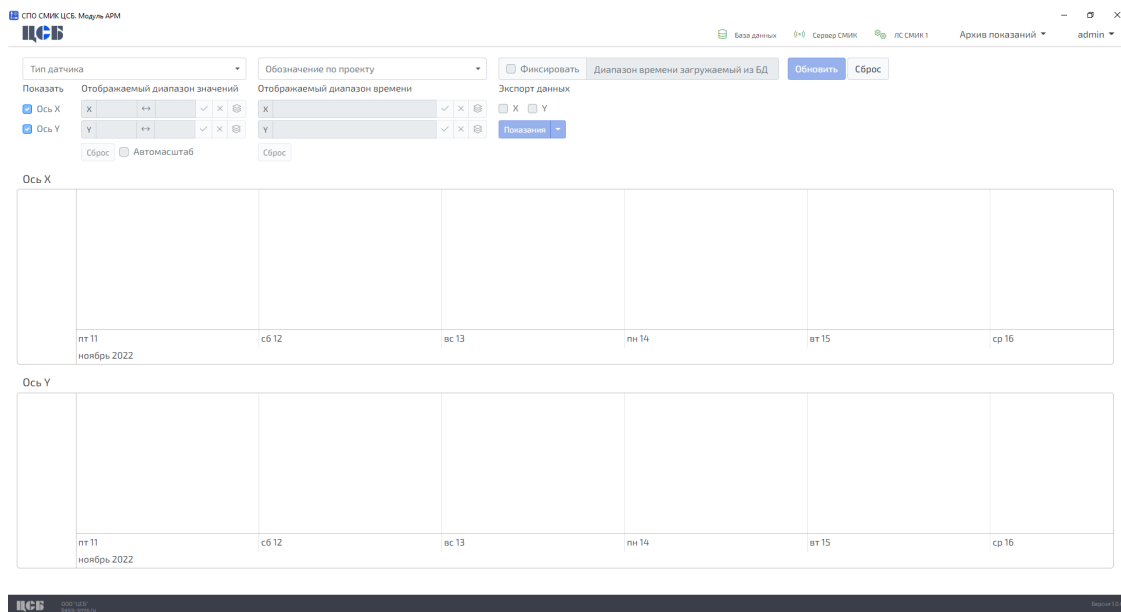 СПО СМИК ЦСБ. Модуль АРМ
ЦСБ
База данных Сервер СМИК ЛС СМИК 1 Архив показаний admin
Тип датчика Обозначение по проекту Фиксировать Диапазон времени загружаемый из БД Обновить Сброс
Показать Отображаемый диапазон значений Отображаемый диапазон времени Экспорт данных
Ось X X X X Y
Ось Y Y Y Показания
Сброс Автомасштаб Сброс
Ось X
пт 11 сб 12 вс 13 пн 14 вт 15 ср 16
ноябрь 2022
Ось Y
пт 11 сб 12 вс 13 пн 14 вт 15 ср 16
ноябрь 2022
ЦСБ ООО "ЦСБ"
Версия